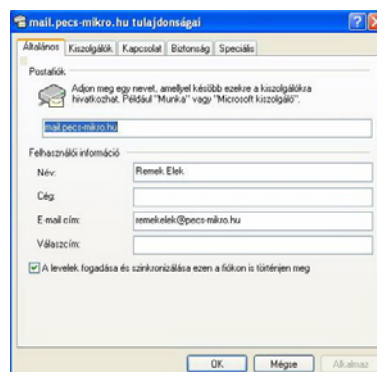 mail.pecs-mikro.hu tulajdonságai
Általános Kiszolgálók Kapcsolat Biztonság Speciális
Postafiók
Adjon meg egy nevet, amellyel később ezekre a kiszolgálókra
hivatkozhat. Például "Munka" vagy "Microsoft kiszolgáló".
mail.pecs-mikro.hu
Felhasználói információ
Név: Remek Elek
Cég:
E-mail cím: remekelek@pecs-mikro.hu
Válaszcím:
A levelek fogadása és szinkronizálása ezen a fiókon is történjen meg
OK Mégse Alkalmaz